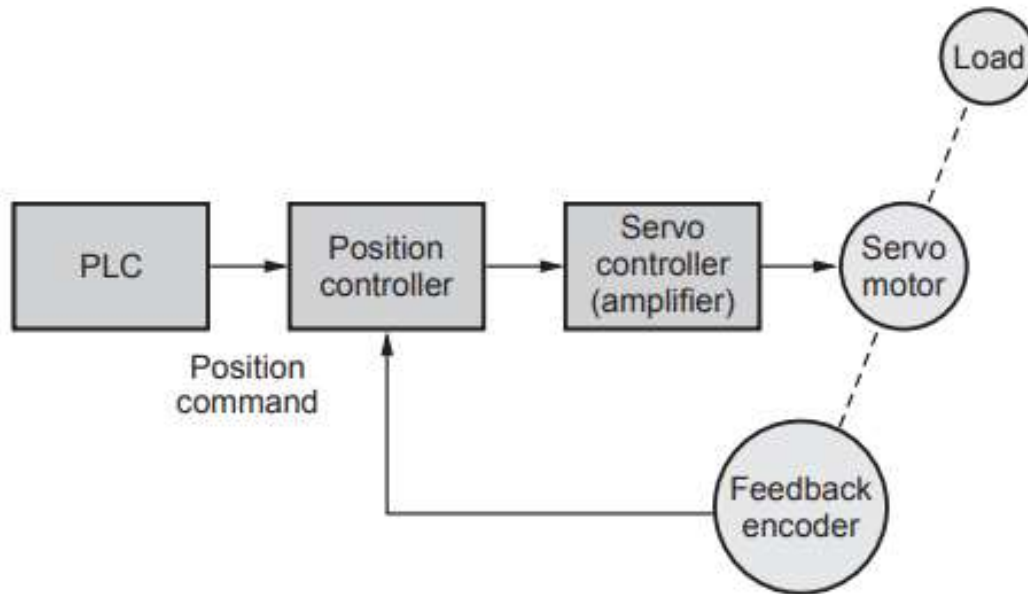 Load
PLC
Position
controller
Servo
controller
(amplifier)
Servo
motor
Position
command
Feedback
encoder